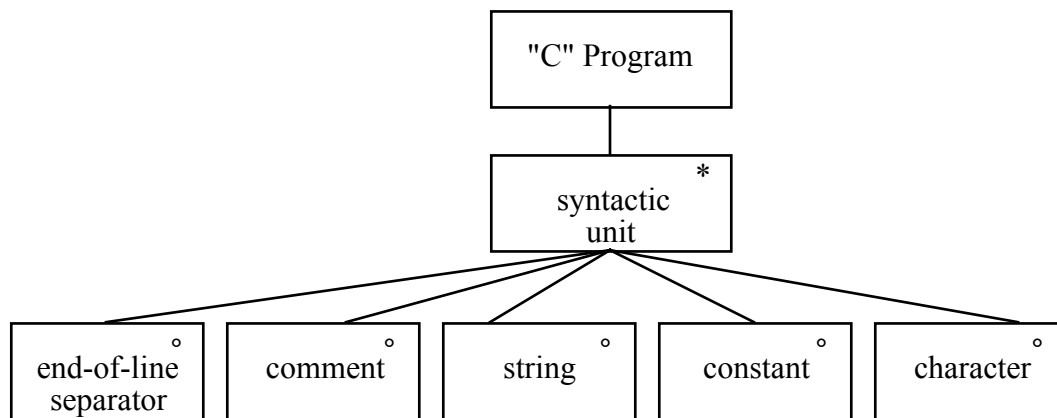 "C" Program
*
syntactic
unit
° ° ° ° °
end-of-line comment string constant character
separator